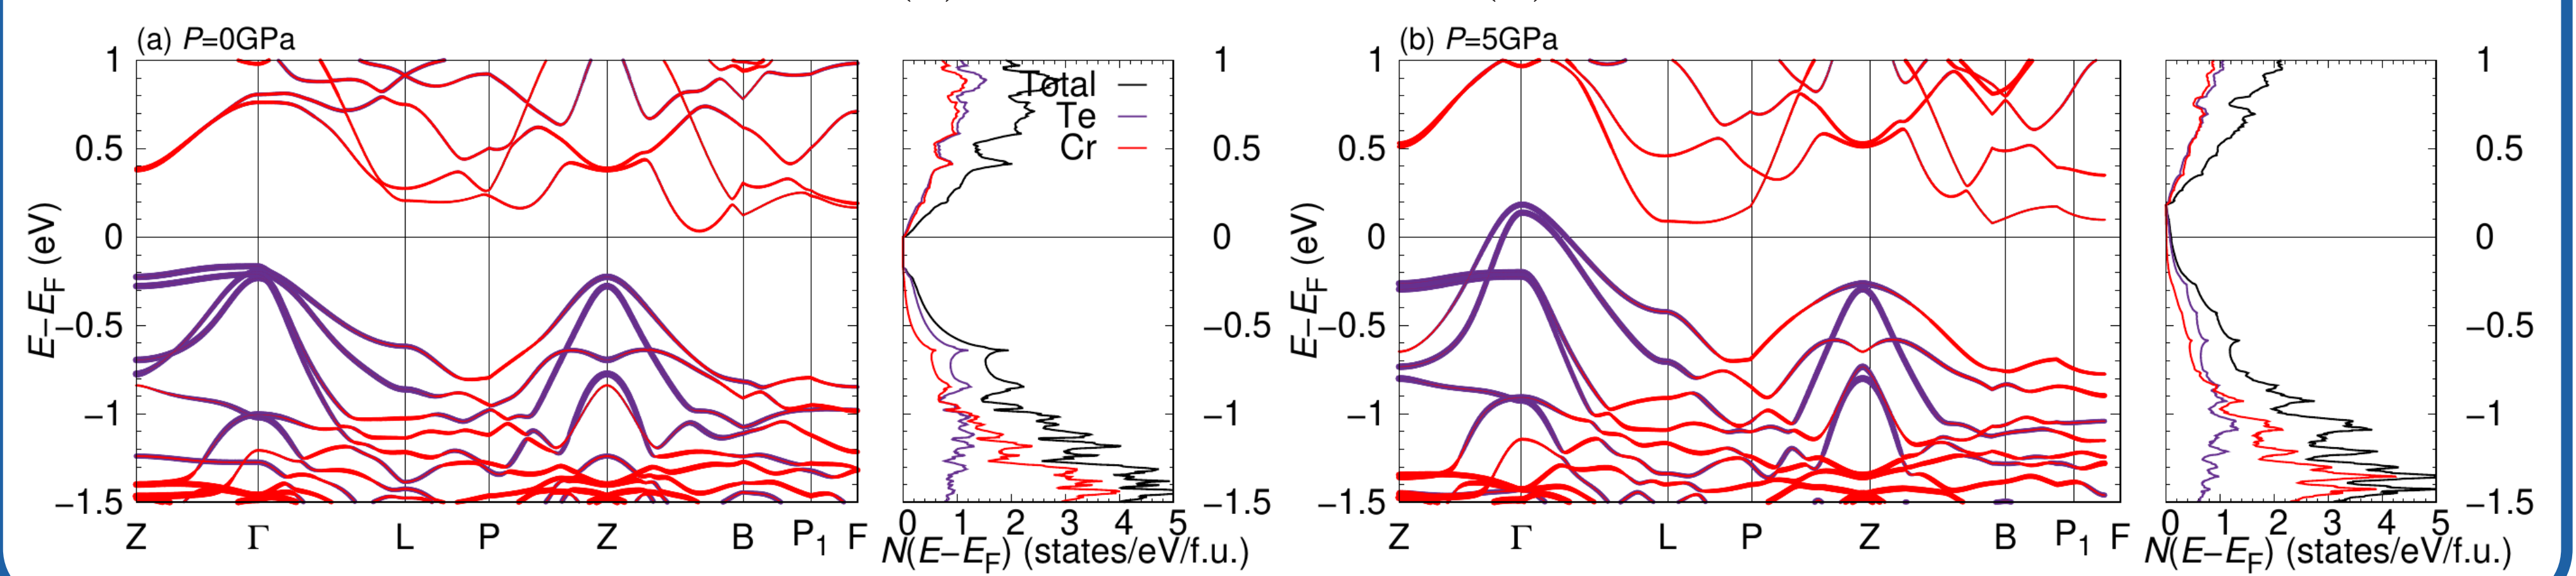 (a) P=0GPa
1
0.5
0
−0.5
−1
−1.5
E−EF (eV)
Z Γ L P Z B P1 F
Total
Te
Cr
1
0.5
0
−0.5
−1
−1.5
0 1 2 3 4 5
N(E−EF) (states/eV/f.u.)
(b) P=5GPa
1
0.5
0
−0.5
−1
−1.5
E−EF (eV)
Z Γ L P Z B P1 F
1
0.5
0
−0.5
−1
−1.5
0 1 2 3 4 5
N(E−EF) (states/eV/f.u.)